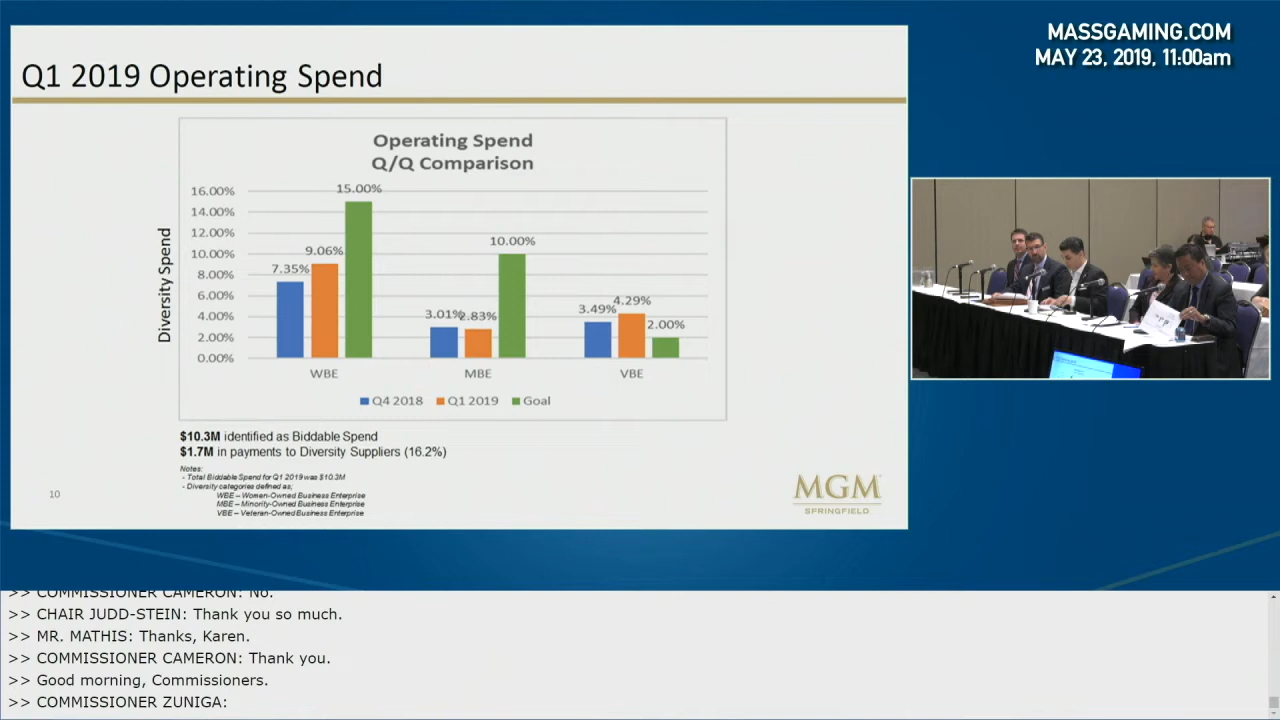 MASSGAMING.COM
MAY 23, 2019, 11:00am
Q1 2019 Operating Spend
Operating Spend
Q/Q Comparison
Diversity Spend
16.00%
14.00%
12.00%
10.00%
8.00%
6.00%
4.00%
2.00%
0.00%
7.35%
9.06%
15.00%
3.01%
2.83%
10.00%
3.49%
4.29%
2.00%
WBE
MBE
VBE
Q4 2018
Q1 2019
Goal
$10.3M identified as Biddable Spend
$1.7M in payments to Diversity Suppliers (16.2%)
Notes:
- Total Biddable Spend for Q1 2019 was $10.3M
- Diversity categories defined as;
WBE – Women-Owned Business Enterprise
MBE – Minority-Owned Business Enterprise
VBE – Veteran-Owned Business Enterprise
10
MGM
SPRINGFIELD
>> COMMISSIONER CAMERON: No.
>> CHAIR JUDD-STEIN: Thank you so much.
>> MR. MATHIS: Thanks, Karen.
>> COMMISSIONER CAMERON: Thank you.
>> Good morning, Commissioners.
>> COMMISSIONER ZUNIGA: